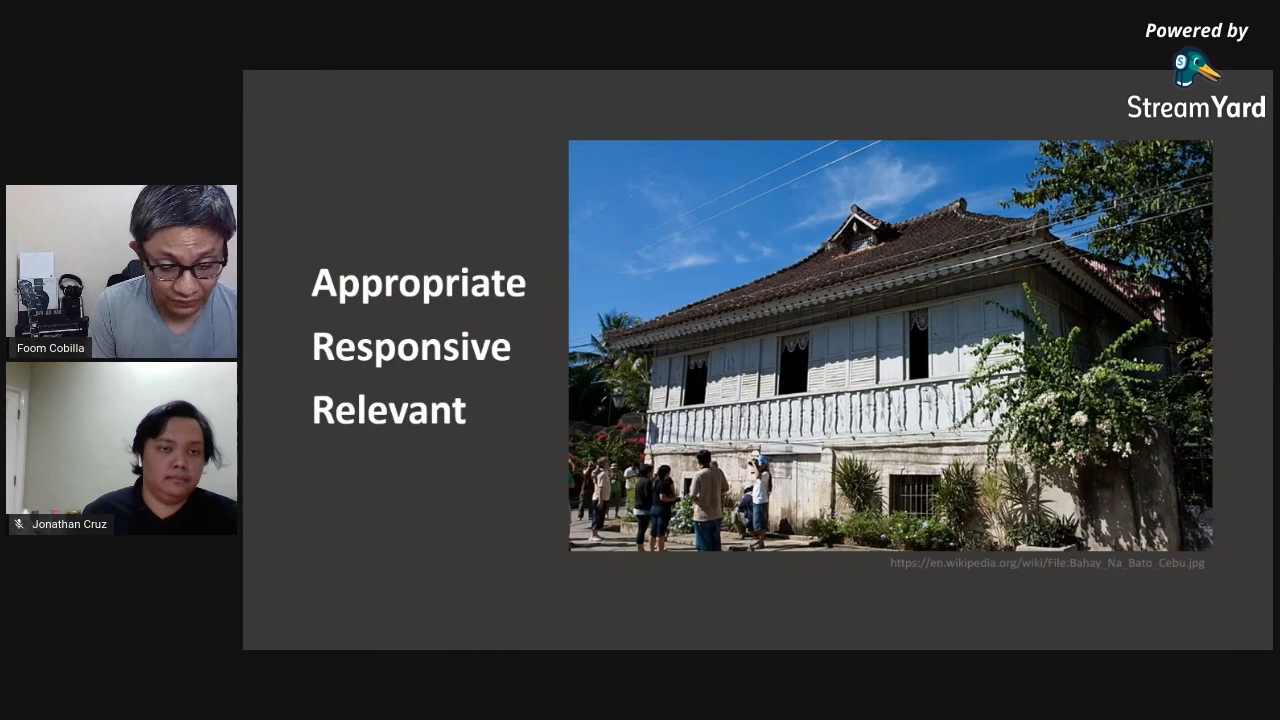 Powered by
StreamYard
Appropriate
Responsive
Relevant
https://en.wikipedia.org/wiki/File:Bahay_Na_Bato_Cebu.jpg
Foom Cobilla
Jonathan Cruz